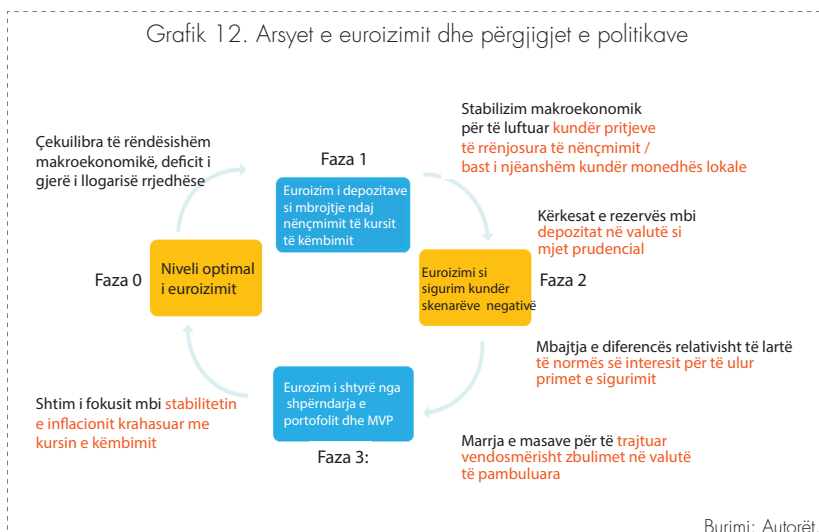 Grafik 12. Arsyet e euroizimit dhe përgjigjet e politikave
Çekuilibra të rëndësishëm
makroekonomikë, deficit i
gjerë i llogarisë rrjedhëse
Faza 1
Euroizim i depozitave
si mbrojtje ndaj
nënçmimit të kursit
të këmbimit
Stabilizim makroekonomik
për të luftuar kundër pritjeve
të rrënjosura të nënçmimit /
bast i njëanshëm kundër monedhës lokale
Kërkesat e rezervës mbi
depozitat në valutë si
mjet prudencial
Faza 0
Niveli optimal
i euroizimit
Euroizimi si
sigurim kundër
skenarëve negativë
Faza 2
Mbajtja e diferencës relativisht të lartë
të normës së interesit për të ulur
primet e sigurimit
Eurozim i shtyrë nga
shpërndarja e
portofolit dhe MVP
Faza 3:
Shtim i fokusit mbi stabilitetin
e inflacionit krahasuar me
kursin e këmbimit
Marrja e masave për të trajtuar
vendosmërisht zbulimet në valutë
të pambuluara
Burimi: Autorët.